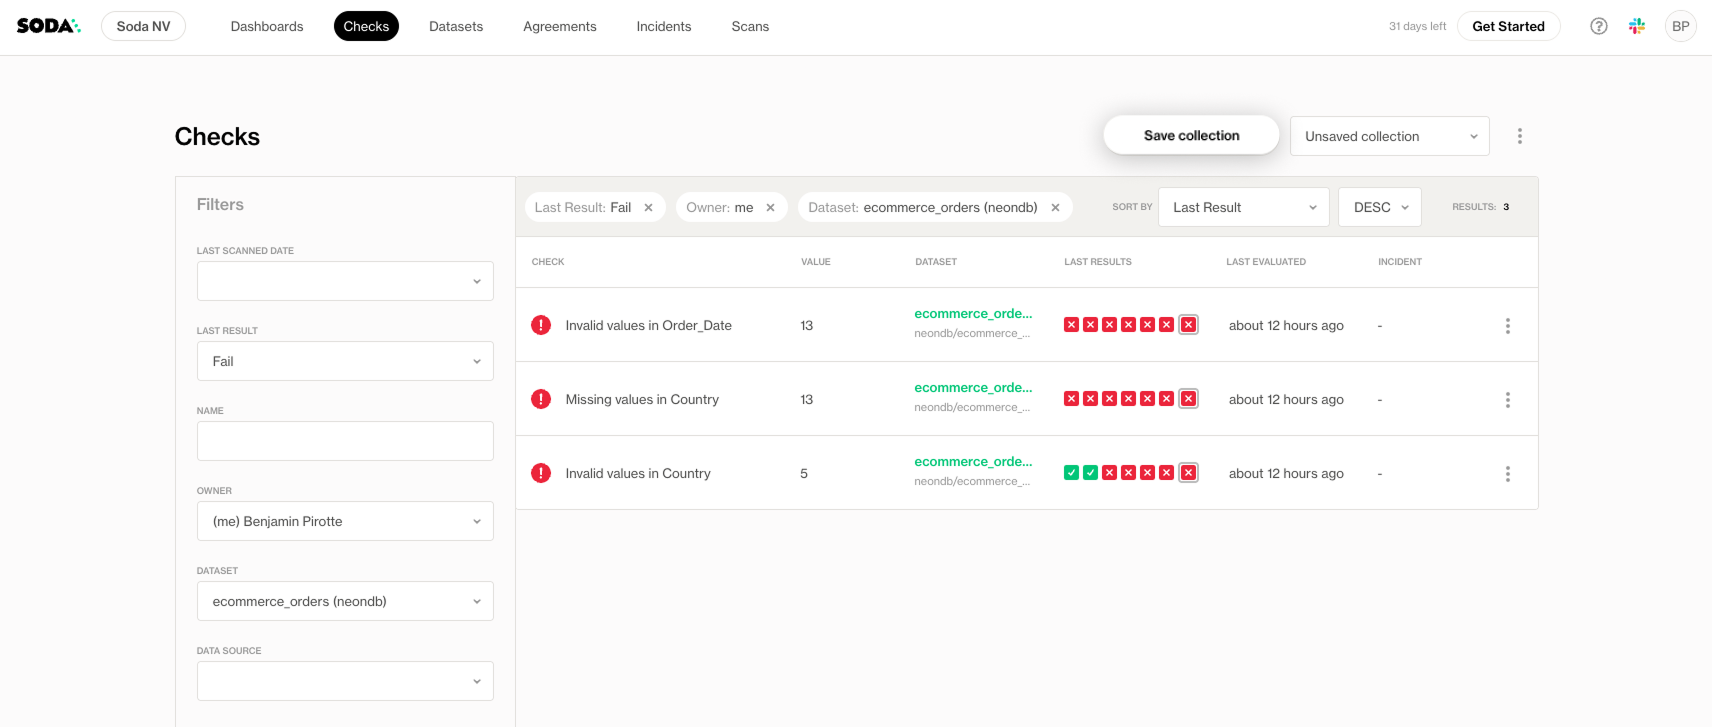 SODA
Soda NV
Dashboards
Checks
Datasets
Agreements
Incidents
Scans
31 days left
Get Started
BP
Checks
Save collection
Unsaved collection
Filters
LAST SCANNED DATE
LAST RESULT
Fail
NAME
OWNER
(me) Benjamin Pirotte
DATASET
ecommerce_orders (neondb)
DATA SOURCE
Last Result: Fail
Owner: me
Dataset: ecommerce_orders (neondb)
SORT BY
Last Result
DESC
RESULTS: 3
CHECK VALUE DATASET LAST RESULTS LAST EVALUATED INCIDENT
Invalid values in Order_Date 13 ecommerce_orde... about 12 hours ago -
neondb/ecommerce_...
Missing values in Country 13 ecommerce_orde... about 12 hours ago -
neondb/ecommerce_...
Invalid values in Country 5 ecommerce_orde... about 12 hours ago -
neondb/ecommerce_...